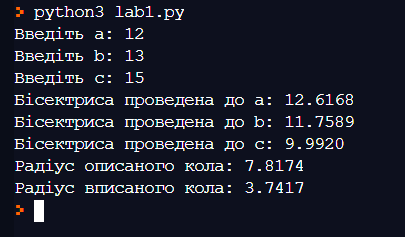 > python3 lab1.py
Введіть a: 12
Введіть b: 13
Введіть c: 15
Бісектриса проведена до a: 12.6168
Бісектриса проведена до b: 11.7589
Бісектриса проведена до c: 9.9920
Радіус описаного кола: 7.8174
Радіус вписаного кола: 3.7417
>